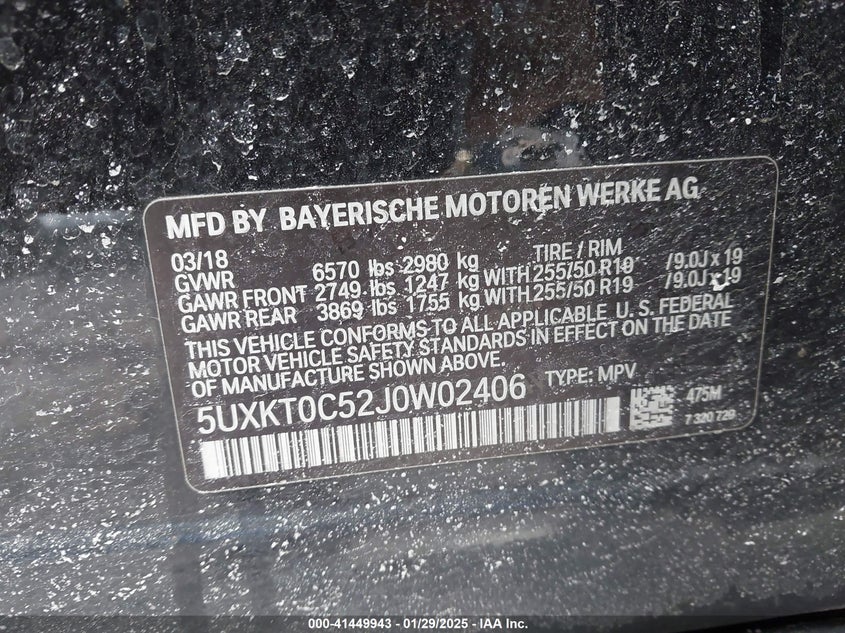 MFD BY BAYERISCHE MOTOREN WERKE AG
03/18 TIRE / RIM
GVWR 6570 lbs 2980 kg
GAWR FRONT 2749 lbs 1247 kg WITH 255/50 R19 /9.0J x 19
GAWR REAR 3869 lbs 1755 kg WITH 255/50 R19 /9.0J x 19
THIS VEHICLE CONFORMS TO ALL APPLICABLE U. S. FEDERAL
MOTOR VEHICLE SAFETY STANDARDS IN EFFECT ON THE DATE
OF MANUFACTURE SHOWN ABOVE.
5UXKT0C52J0W02406 TYPE: MPV
475M
7 320 729
000-41449943 - 01/29/2025 - IAA Inc.